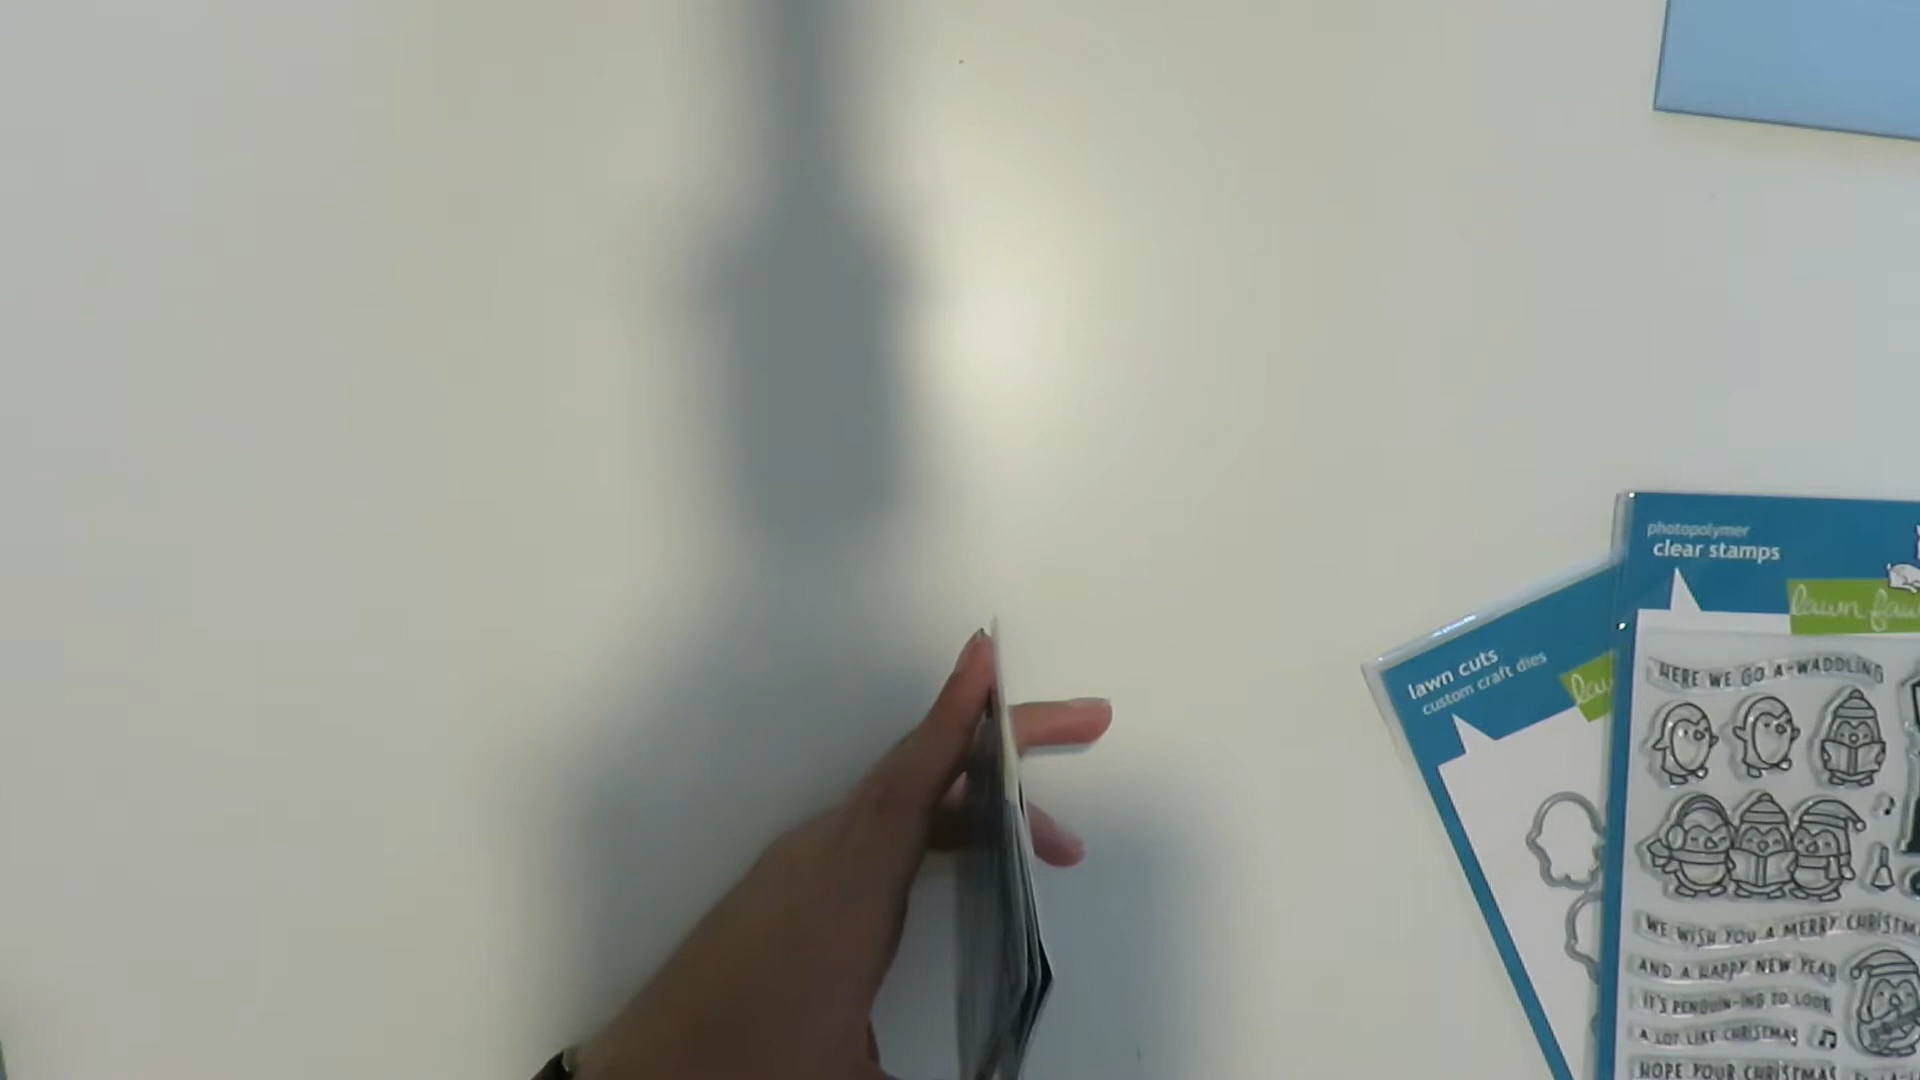 photopolymer
clear stamps
lawn
lawn cuts
custom craft dies
HERE WE GO A-WADDLING
WE WISH YOU A MERRY
AND A HAPPY NEW YEAR
IT'S PENGUIN-ING TO LOOK
A LOT LIKE CHRISTMAS
HOPE YOUR CHRISTMAS